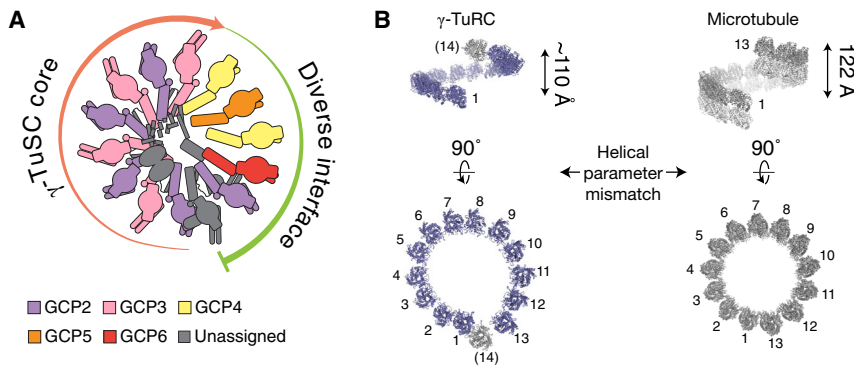 A
γ-TuSC core
Diverse interface
GCP2
GCP3
GCP4
GCP5
GCP6
Unassigned
B
γ-TuRC
(14)
1
~110 Å
Microtubule
13
1
122 A
90°
Helical
parameter
mismatch
90°
1
2
3
4
5
6
7
8
9
10
11
12
13
(14)
1
2
3
4
5
6
7
8
9
10
11
12
13